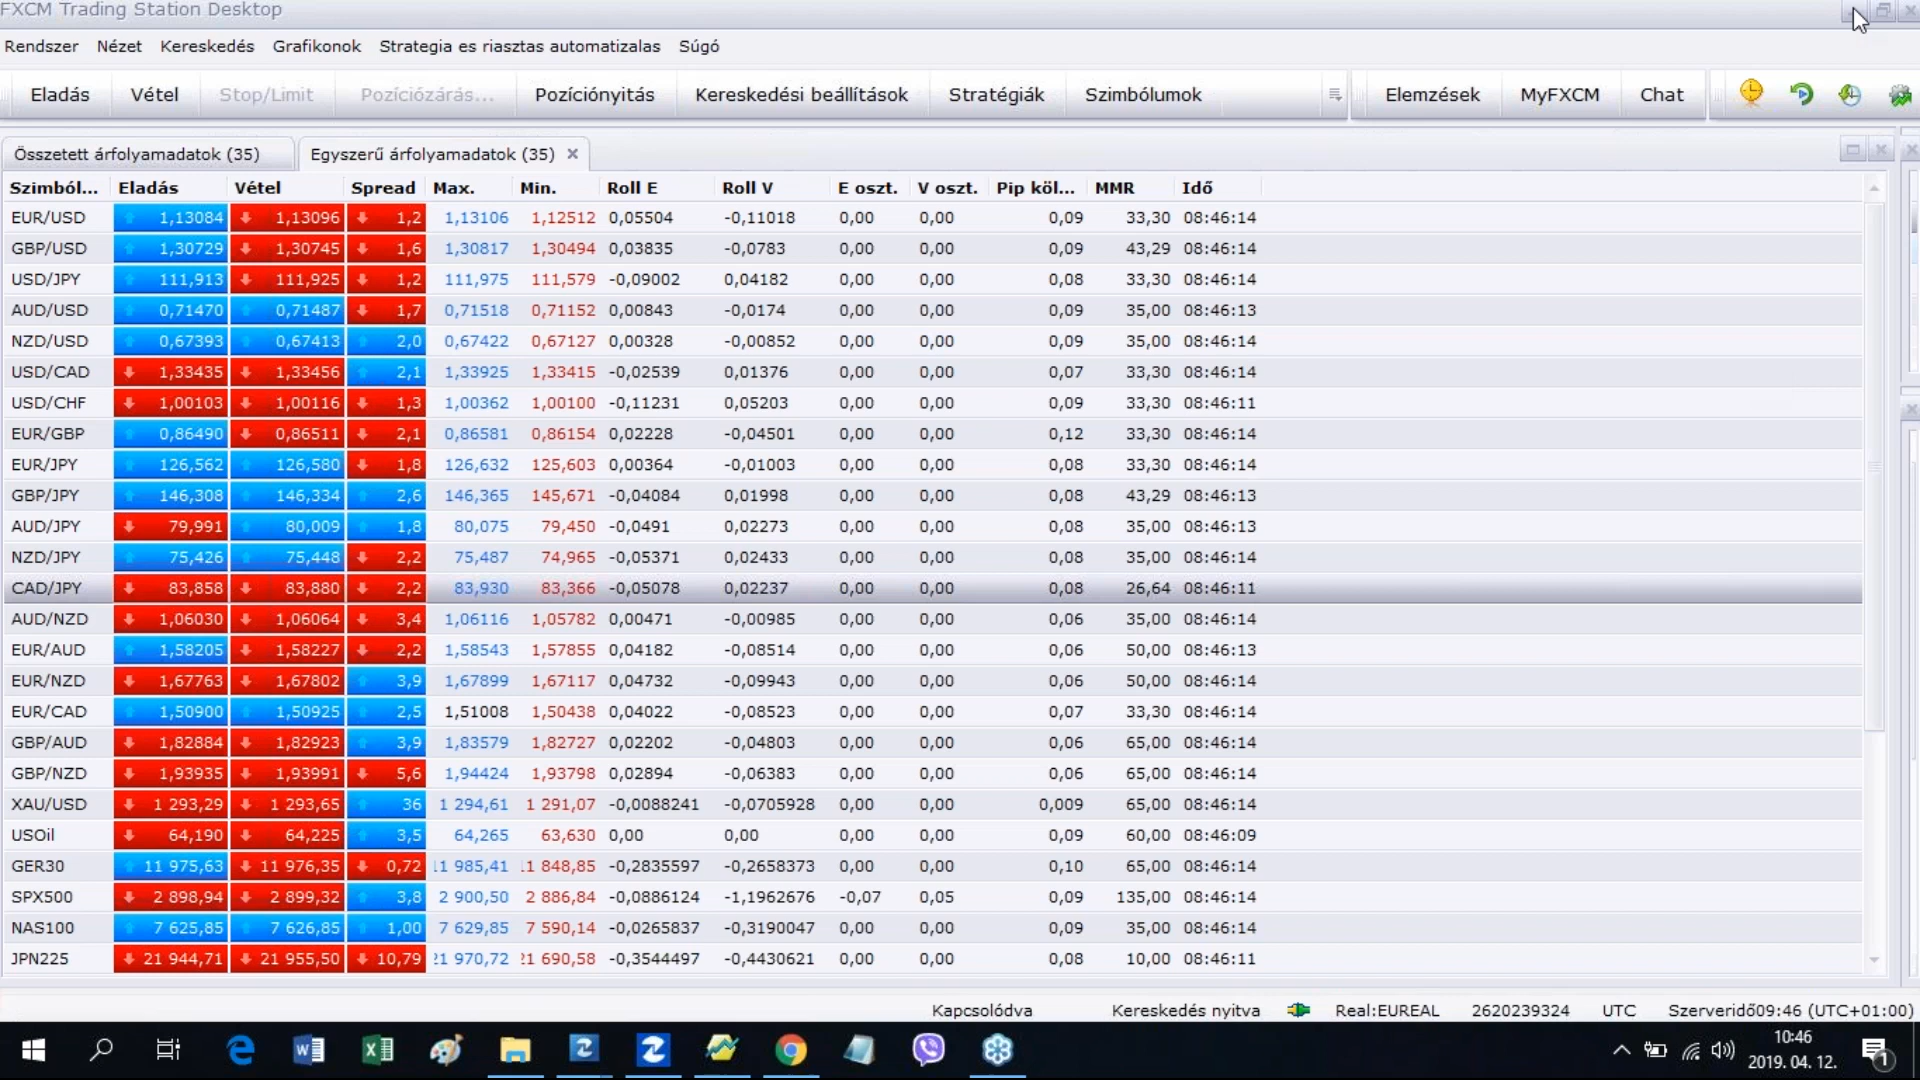 FXCM Trading Station Desktop
Rendszer Nézet Kereskedés Grafikonok Strategia es riasztas automatizalas Súgó
Eladás Vétel Stop/Limit Pozíciózárás... Pozíciónyitás Kereskedési beállítások Stratégiák Szimbólumok Elemzések MyFXCM Chat
Összetett árfolyamadatok (35) Egyszerű árfolyamadatok (35)
Szimból... Eladás Vétel Spread Max. Min. Roll E Roll V E oszt. V oszt. Pip köl... MMR Idő
EUR/USD 1,13084 1,13096 1,2 1,13106 1,12512 0,05504 -0,11018 0,00 0,00 0,09 33,30 08:46:14
GBP/USD 1,30729 1,30745 1,6 1,30817 1,30494 0,03835 -0,0783 0,00 0,00 0,09 43,29 08:46:14
USD/JPY 111,913 111,925 1,2 111,975 111,579 -0,09002 0,04182 0,00 0,00 0,08 33,30 08:46:14
AUD/USD 0,71470 0,71487 1,7 0,71518 0,71152 0,00843 -0,0174 0,00 0,00 0,09 35,00 08:46:13
NZD/USD 0,67393 0,67413 2,0 0,67422 0,67127 0,00328 -0,00852 0,00 0,00 0,09 35,00 08:46:14
USD/CAD 1,33435 1,33456 2,1 1,33925 1,33415 -0,02539 0,01376 0,00 0,00 0,07 33,30 08:46:14
USD/CHF 1,00103 1,00116 1,3 1,00362 1,00100 -0,11231 0,05203 0,00 0,00 0,09 33,30 08:46:11
EUR/GBP 0,86490 0,86511 2,1 0,86581 0,86154 0,02228 -0,04501 0,00 0,00 0,12 33,30 08:46:14
EUR/JPY 126,562 126,580 1,8 126,632 125,603 0,00364 -0,01003 0,00 0,00 0,08 33,30 08:46:14
GBP/JPY 146,308 146,334 2,6 146,365 145,671 -0,04084 0,01998 0,00 0,00 0,08 43,29 08:46:13
AUD/JPY 79,991 80,009 1,8 80,075 79,450 -0,0491 0,02273 0,00 0,00 0,08 35,00 08:46:13
NZD/JPY 75,426 75,448 2,2 75,487 74,965 -0,05371 0,02433 0,00 0,00 0,08 35,00 08:46:14
CAD/JPY 83,858 83,880 2,2 83,930 83,366 -0,05078 0,02237 0,00 0,00 0,08 26,64 08:46:11
AUD/NZD 1,06030 1,06064 3,4 1,06116 1,05782 0,00471 -0,00985 0,00 0,00 0,06 35,00 08:46:14
EUR/AUD 1,58205 1,58227 2,2 1,58543 1,57855 0,04182 -0,08514 0,00 0,00 0,06 50,00 08:46:13
EUR/NZD 1,67763 1,67802 3,9 1,67899 1,67117 0,04732 -0,09943 0,00 0,00 0,06 50,00 08:46:14
EUR/CAD 1,50900 1,50925 2,5 1,51008 1,50438 0,04022 -0,08523 0,00 0,00 0,07 33,30 08:46:14
GBP/AUD 1,82884 1,82923 3,9 1,83579 1,82727 0,02202 -0,04803 0,00 0,00 0,06 65,00 08:46:14
GBP/NZD 1,93935 1,93991 5,6 1,94424 1,93798 0,02894 -0,06383 0,00 0,00 0,06 65,00 08:46:14
XAU/USD 1 293,29 1 293,65 36 1 294,61 1 291,07 -0,0088241 -0,0705928 0,00 0,00 0,009 65,00 08:46:14
USOil 64,190 64,225 3,5 64,265 63,630 0,00 0,00 0,00 0,00 0,09 60,00 08:46:09
GER30 11 975,63 11 976,35 0,72 11 985,41 11 848,85 -0,2835597 -0,2658373 0,00 0,00 0,10 65,00 08:46:14
SPX500 2 898,94 2 899,32 3,8 2 900,50 2 886,84 -0,0886124 -1,1962676 -0,07 0,05 0,09 135,00 08:46:14
NAS100 7 625,85 7 626,85 1,00 7 629,85 7 590,14 -0,0265837 -0,3190047 0,00 0,00 0,09 35,00 08:46:14
JPN225 21 944,71 21 955,50 10,79 21 970,72 21 690,58 -0,3544497 -0,4430621 0,00 0,00 0,08 10,00 08:46:11
Kapcsolódva Kereskedés nyitva Real:EUREAL 2620239324 UTC Szerveridő09:46 (UTC+01:00)
10:46
2019. 04. 12.
1